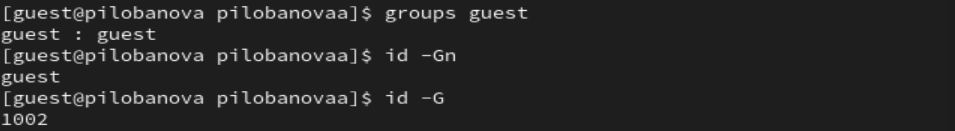 [guest@pilobanova pilobanovaa]$ groups guest
guest : guest
[guest@pilobanova pilobanovaa]$ id -Gn
guest
[guest@pilobanova pilobanovaa]$ id -G
1002